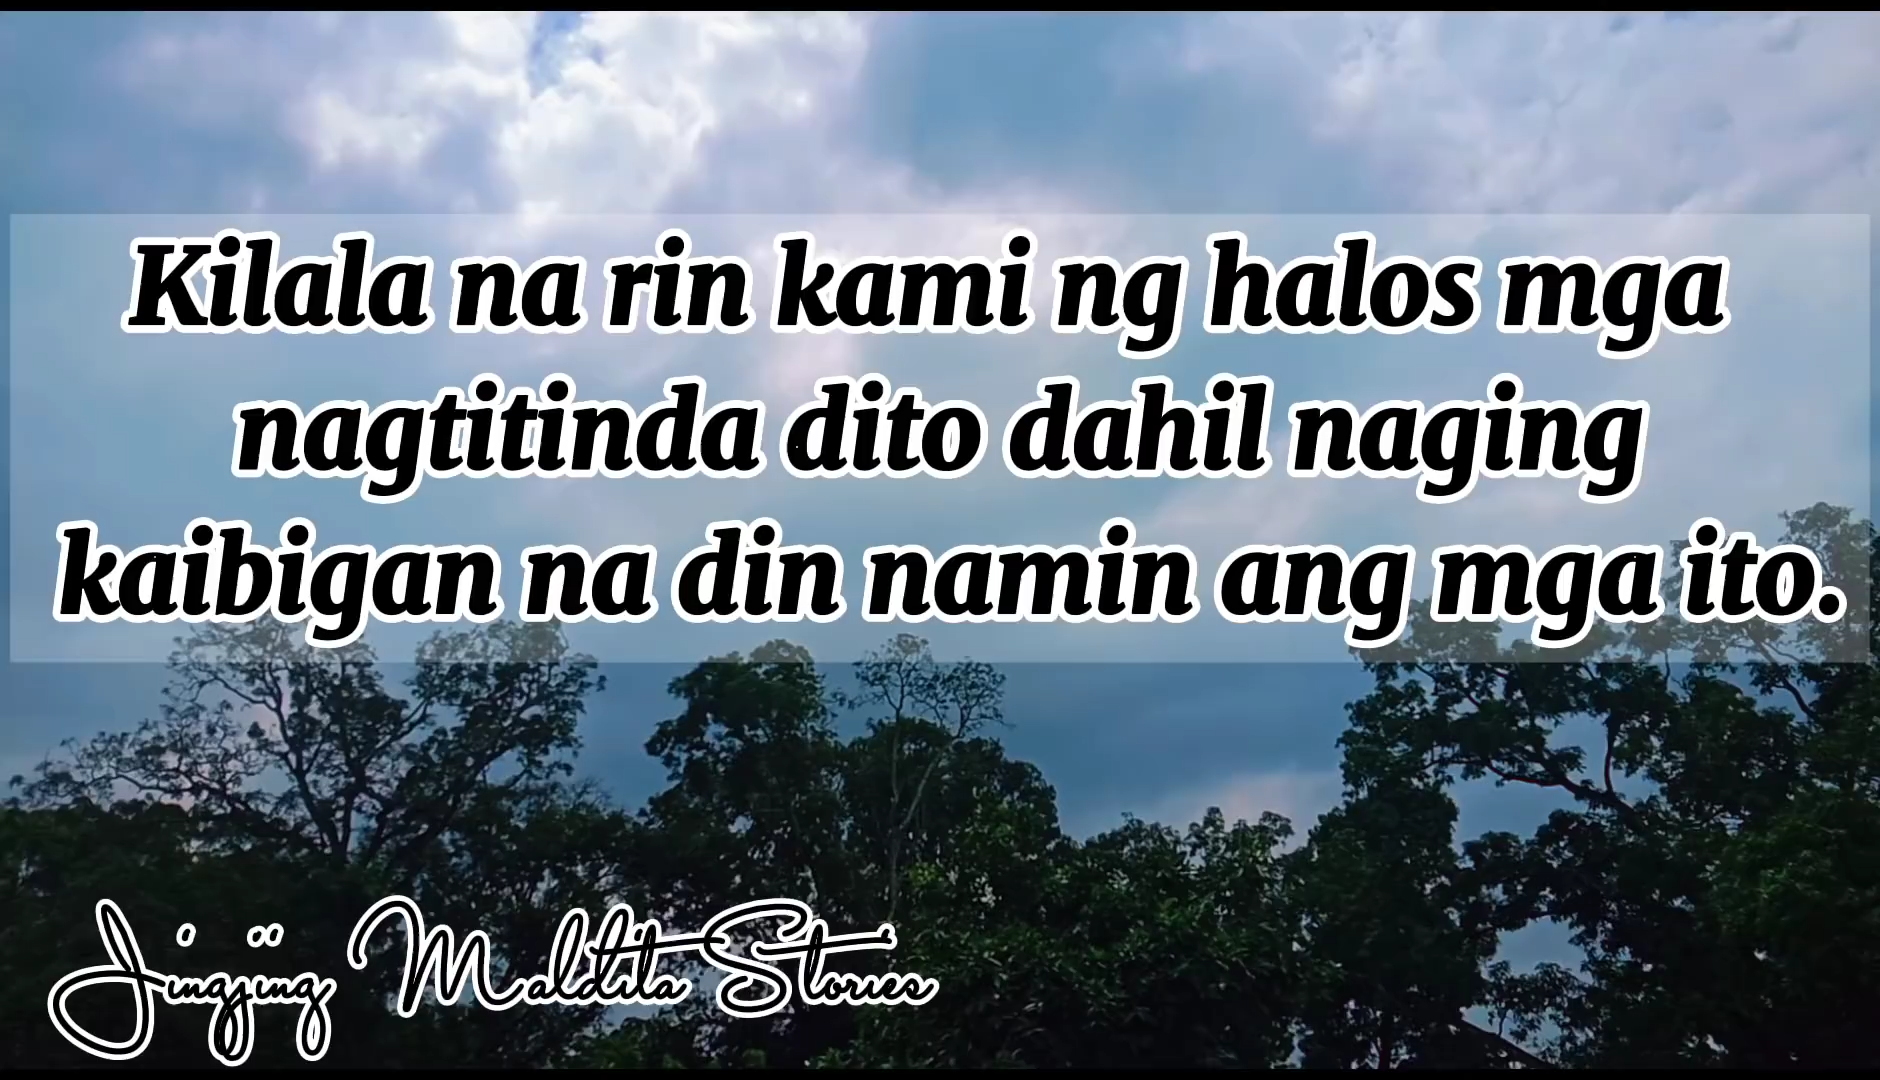 Kilala na rin kami ng halos mga
nagtitinda dito dahil naging
kaibigan na din namin ang mga ito.
Jingjing Maldita Stories